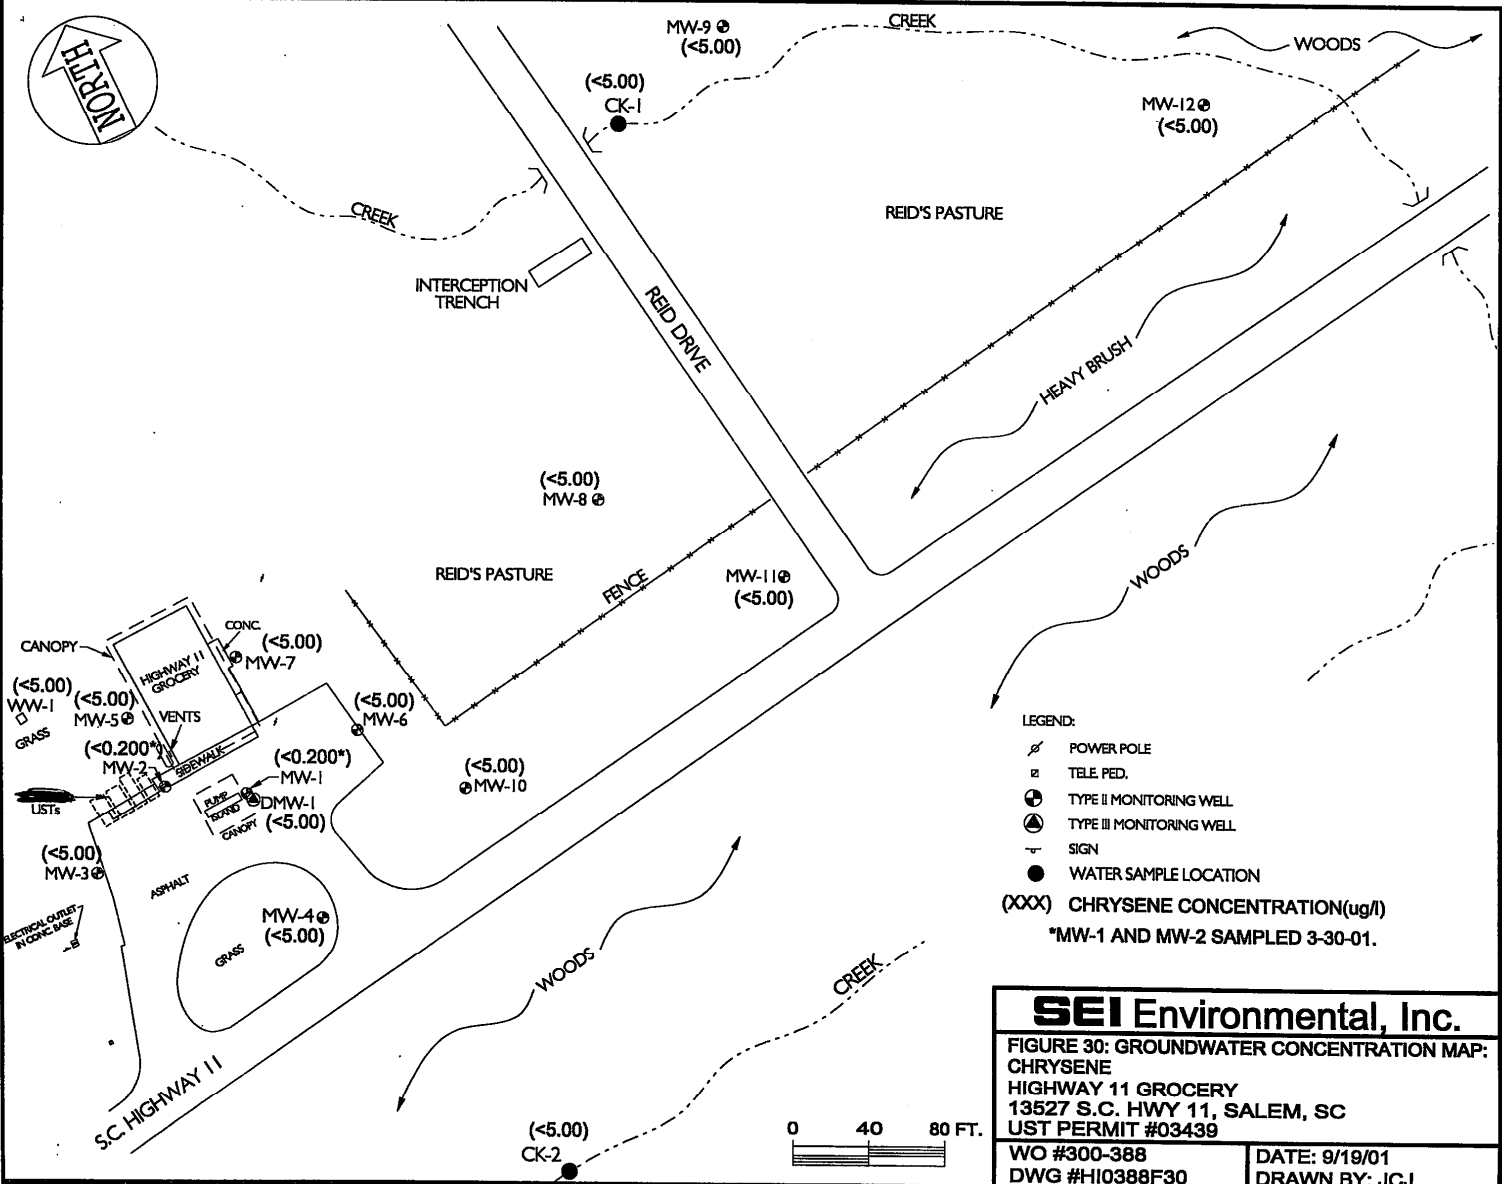 NORTH
MW-9
(<5.00)
CREEK
WOODS
(<5.00)
CK-1
MW-12
(<5.00)
CREEK
REID'S PASTURE
INTERCEPTION
TRENCH
REID DRIVE
HEAVY BRUSH
(<5.00)
MW-8
REID'S PASTURE
FENCE
MW-11
(<5.00)
WOODS
CANOPY
CONC.
(<5.00)
MW-7
HIGHWAY 11
GROCERY
(<5.00)
WW-1
GRASS
(<5.00)
MW-5
VENTS
(<5.00)
MW-6
(<0.200*)
MW-2
SIDEWALK
(<0.200*)
MW-1
USTs
PUMP
ISLAND
DMW-1
(<5.00)
CANOPY
(<5.00)
MW-10
(<5.00)
MW-3
ASPHALT
ELECTRICAL OUTLET
IN CONC. BASE
MW-4
(<5.00)
GRASS
WOODS
CREEK
S.C. HIGHWAY 11
(<5.00)
CK-2
0 40 80 FT.
LEGEND:
POWER POLE
TELE. PED.
TYPE II MONITORING WELL
TYPE III MONITORING WELL
SIGN
WATER SAMPLE LOCATION
(XXX) CHRYSENE CONCENTRATION(ug/l)
*MW-1 AND MW-2 SAMPLED 3-30-01.
SEI Environmental, Inc.
FIGURE 30: GROUNDWATER CONCENTRATION MAP:
CHRYSENE
HIGHWAY 11 GROCERY
13527 S.C. HWY 11, SALEM, SC
UST PERMIT #03439
WO #300-388
DWG #HI0388F30
DATE: 9/19/01
DRAWN BY: JCJ